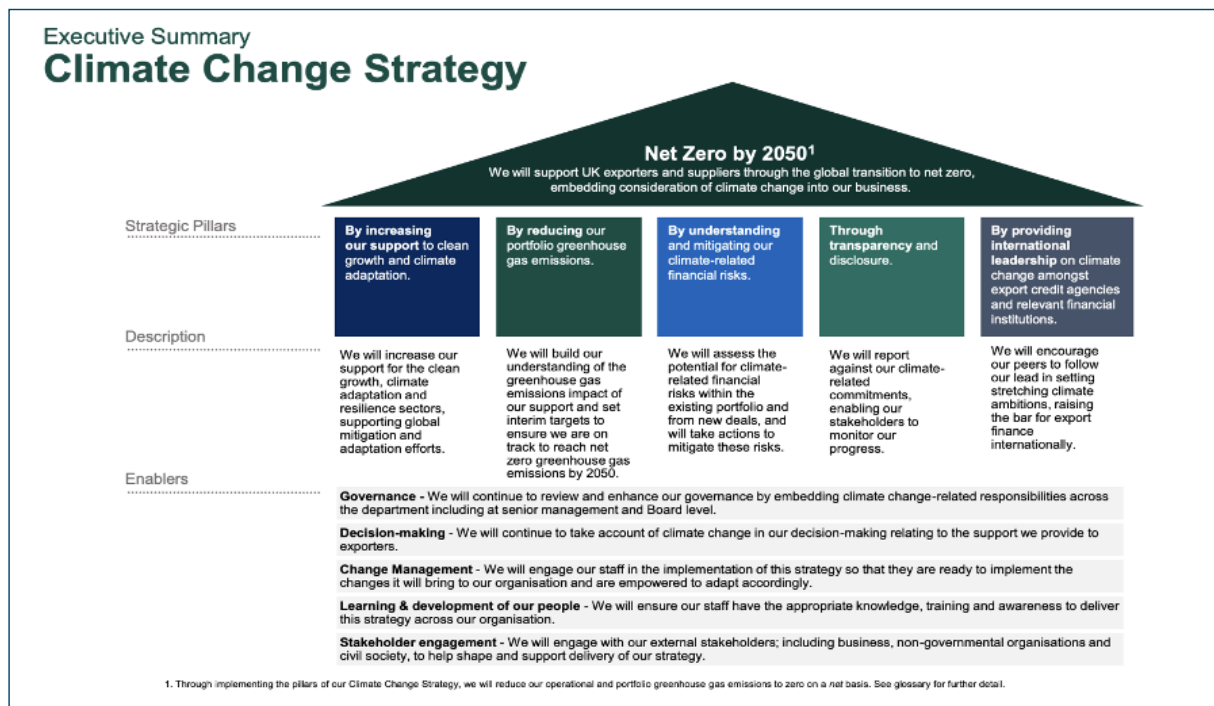 Executive Summary
Climate Change Strategy
Net Zero by 2050¹
We will support UK exporters and suppliers through the global transition to net zero,
embedding consideration of climate change into our business.
Strategic Pillars
By increasing
our support to clean
growth and climate
adaptation.
By reducing our
portfolio greenhouse
gas emissions.
By understanding
and mitigating our
climate-related
financial risks.
Through
transparency and
disclosure.
By providing
international
leadership on climate
change amongst
export credit agencies
and relevant financial
institutions.
Description
We will increase our
support for the clean
growth, climate
adaptation and
resilience sectors,
supporting global
mitigation and
adaptation efforts.
We will build our
understanding of the
greenhouse gas
emissions impact of
our support and set
interim targets to
ensure we are on
track to reach net
zero greenhouse gas
emissions by 2050.
We will assess the
potential for climate-
related financial
risks within the
existing portfolio and
from new deals, and
will take actions to
mitigate these risks.
We will report
against our climate-
related
commitments,
enabling our
stakeholders to
monitor our
progress.
We will encourage
our peers to follow
our lead in setting
stretching climate
ambitions, raising
the bar for export
finance
internationally.
Enablers
Governance - We will continue to review and enhance our governance by embedding climate change-related responsibilities across
the department including at senior management and Board level.
Decision-making - We will continue to take account of climate change in our decision-making relating to the support we provide to
exporters.
Change Management - We will engage our staff in the implementation of this strategy so that they are ready to implement the
changes it will bring to our organisation and are empowered to adapt accordingly.
Learning & development of our people - We will ensure our staff have the appropriate knowledge, training and awareness to deliver
this strategy across our organisation.
Stakeholder engagement - We will engage with our external stakeholders; including business, non-governmental organisations and
civil society, to help shape and support delivery of our strategy.
1. Through implementing the pillars of our Climate Change Strategy, we will reduce our operational and portfolio greenhouse gas emissions to zero on a net basis. See glossary for further detail.